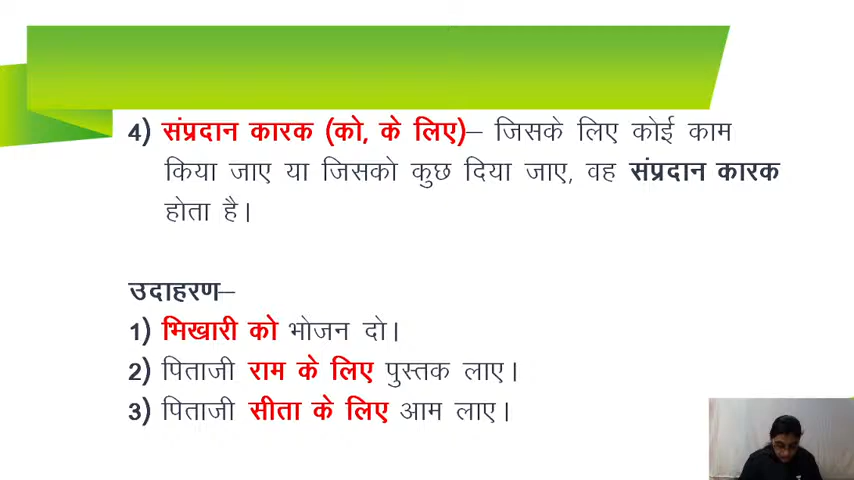 4) संप्रदान कारक (को, के लिए)– जिसके लिए कोई काम
किया जाए या जिसको कुछ दिया जाए, वह संप्रदान कारक
होता है।
उदाहरण–
1) भिखारी को भोजन दो।
2) पिताजी राम के लिए पुस्तक लाए।
3) पिताजी सीता के लिए आम लाए।